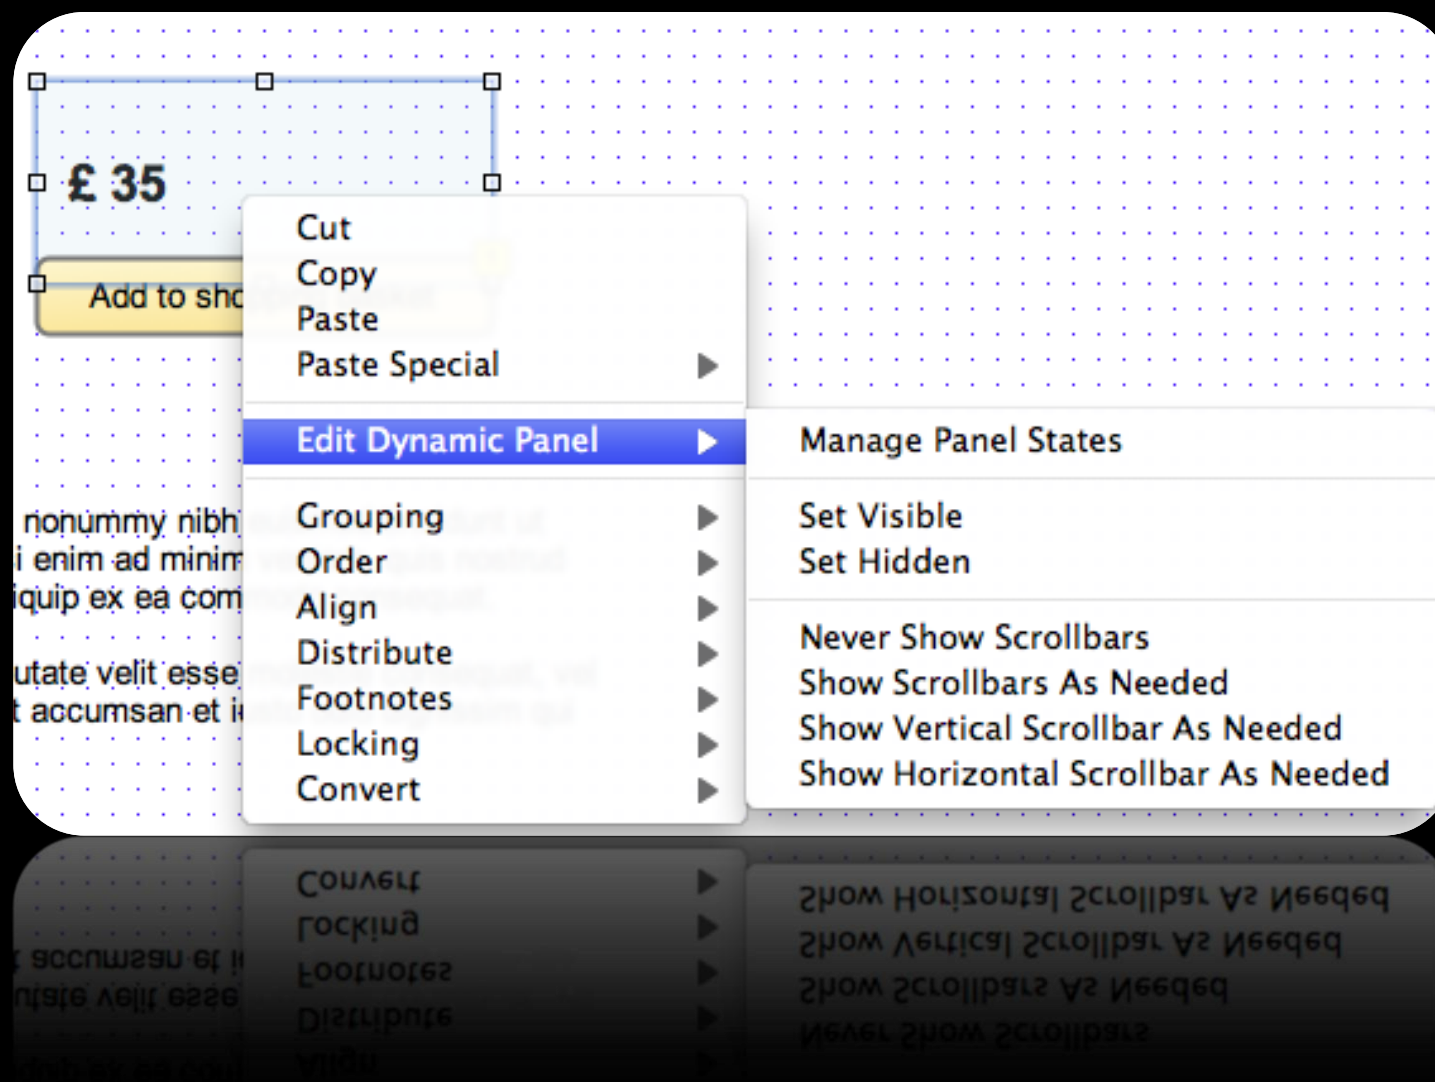 £ 35
Add to sho
Cut
Copy
Paste
Paste Special
Edit Dynamic Panel
Grouping
Order
Align
Distribute
Footnotes
Locking
Convert
Manage Panel States
Set Visible
Set Hidden
Never Show Scrollbars
Show Scrollbars As Needed
Show Vertical Scrollbar As Needed
Show Horizontal Scrollbar As Needed
nonummy nibh
enim ad minim
iquip ex ea com
utate velit esse
accumsan et